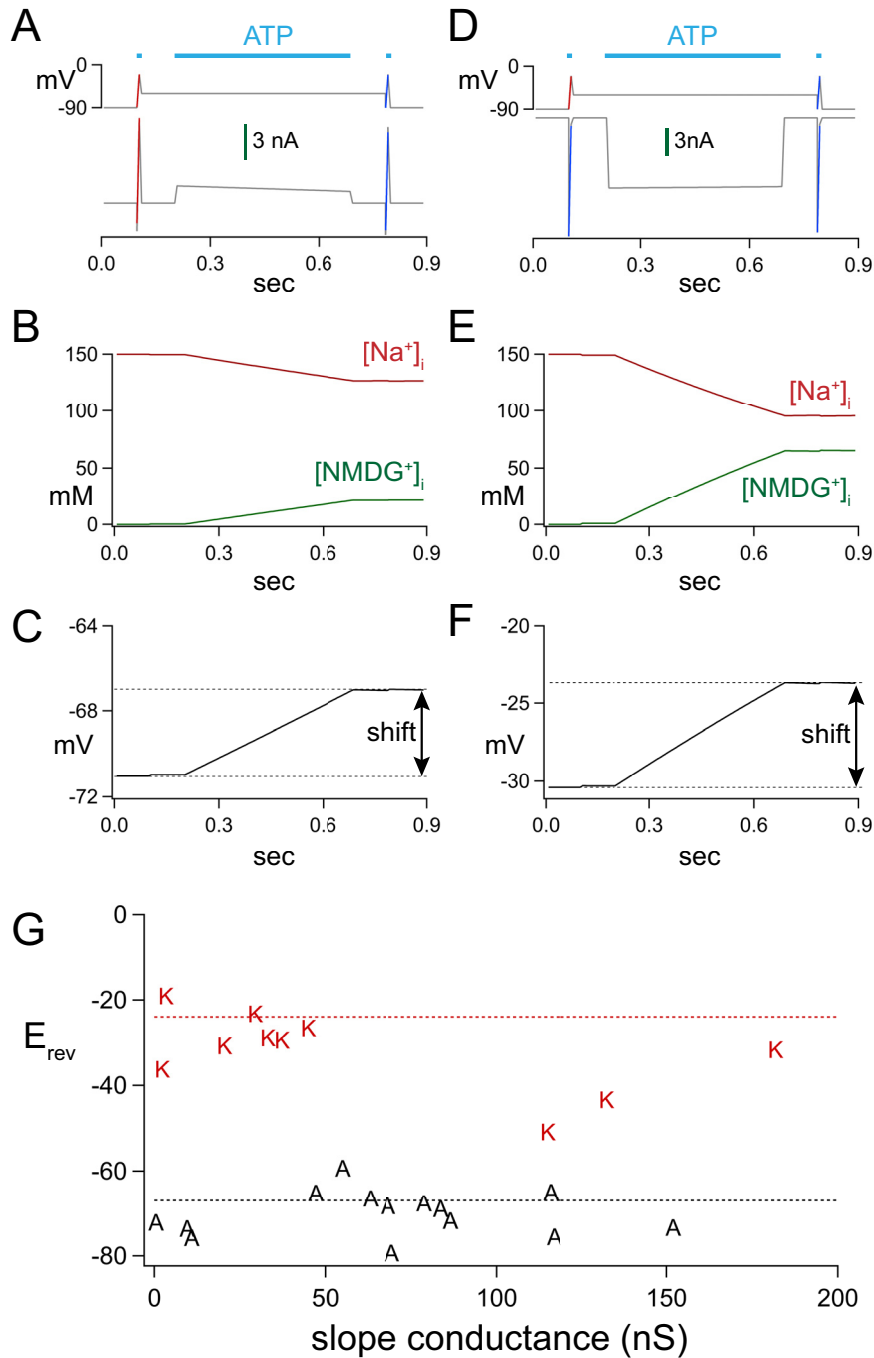 A
ATP
0
mV
-90
3 nA
0.0 0.3 0.6 0.9
sec
D
ATP
0
mV
-90
3nA
0.0 0.3 0.6 0.9
sec
B
150
100
50
mM
0
[Na⁺]ᵢ
[NMDG⁺]ᵢ
0.0 0.3 0.6 0.9
sec
E
150
100
50
mM
0
[Na⁺]ᵢ
[NMDG⁺]ᵢ
0.0 0.3 0.6 0.9
sec
C
-64
-68
mV
-72
shift
0.0 0.3 0.6 0.9
sec
F
-20
-25
mV
-30
shift
0.0 0.3 0.6 0.9
sec
G
0
-20
E rev
-40
-60
-80
K
K
K
K
K
K
K
K
K
K
A
A
A
A
A
A
A
A
A
A
A
A
A
A
0 50 100 150 200
slope conductance (nS)